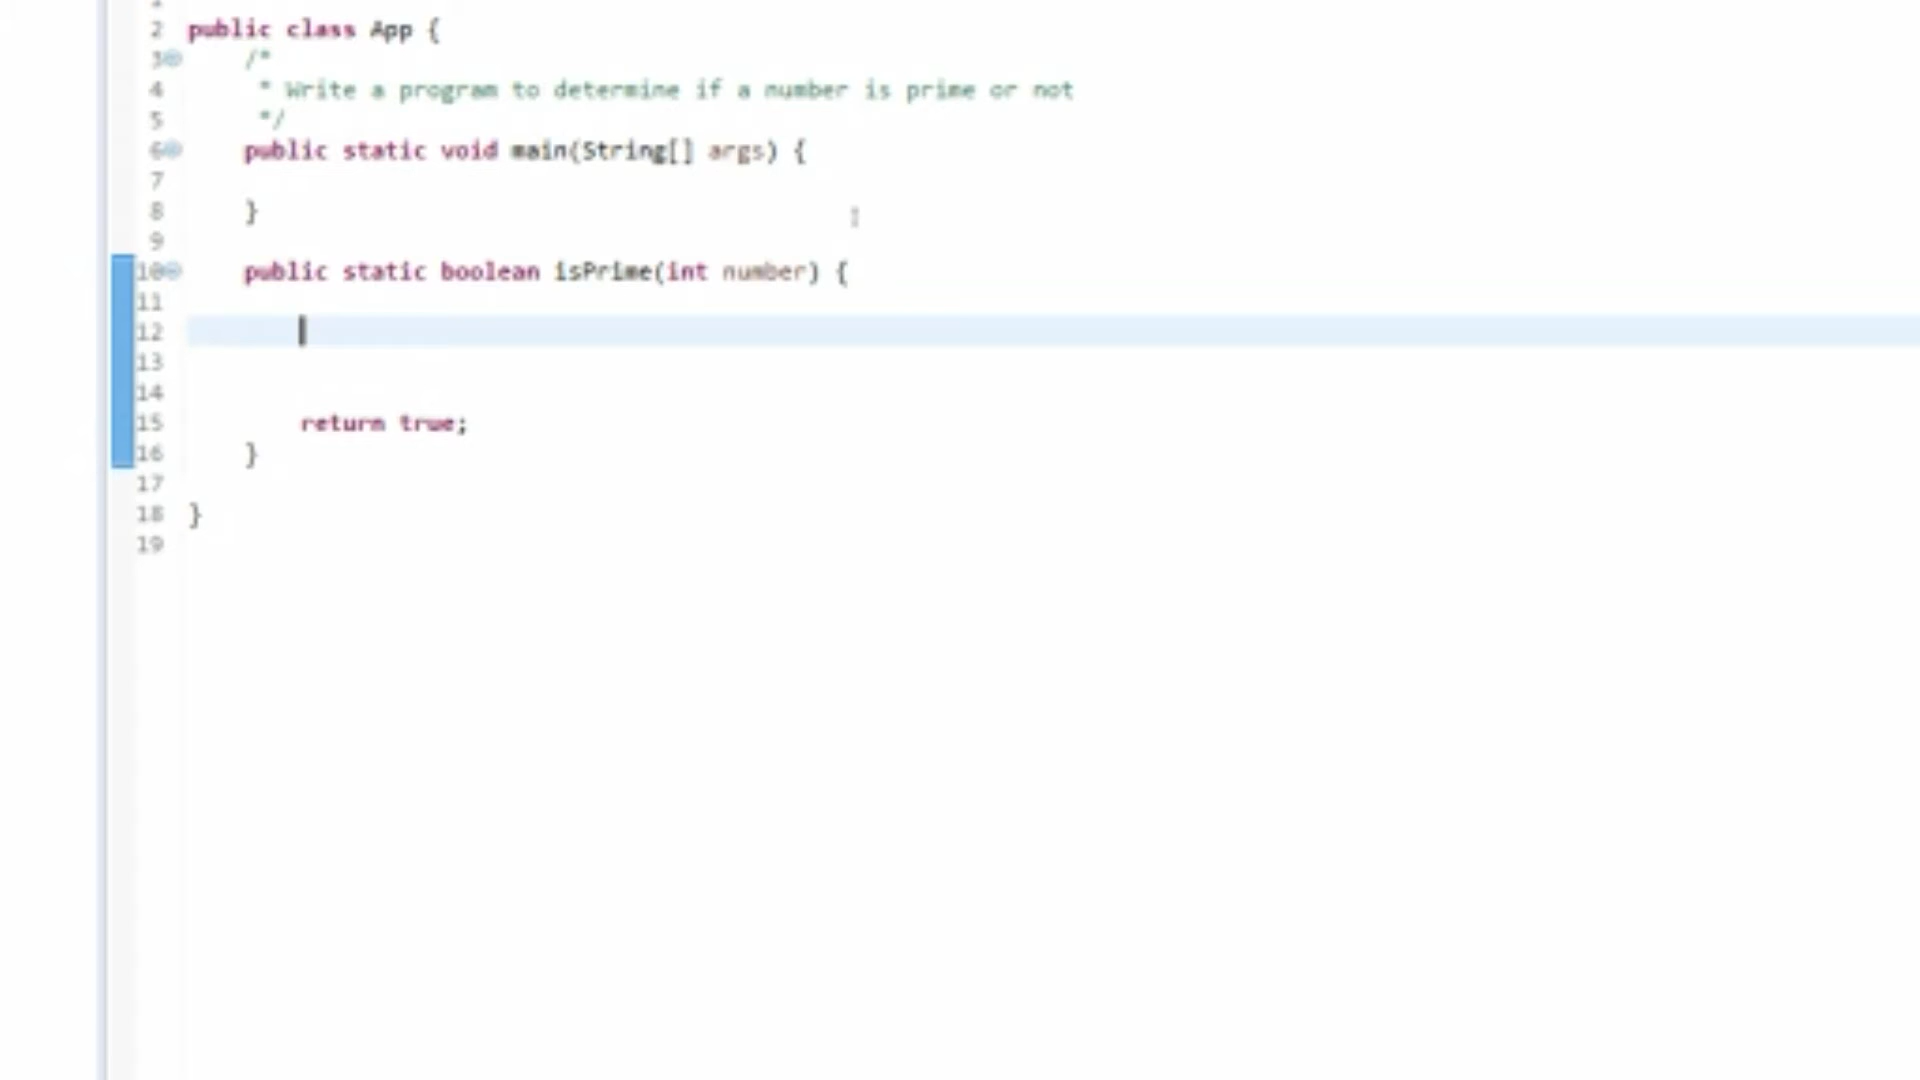 1
2 public class App {
3 /*
4 * Write a program to determine if a number is prime or not
5 */
6 public static void main(String[] args) {
7
8 }
9
10 public static boolean isPrime(int number) {
11
12
13
14
15 return true;
16 }
17
18 }
19